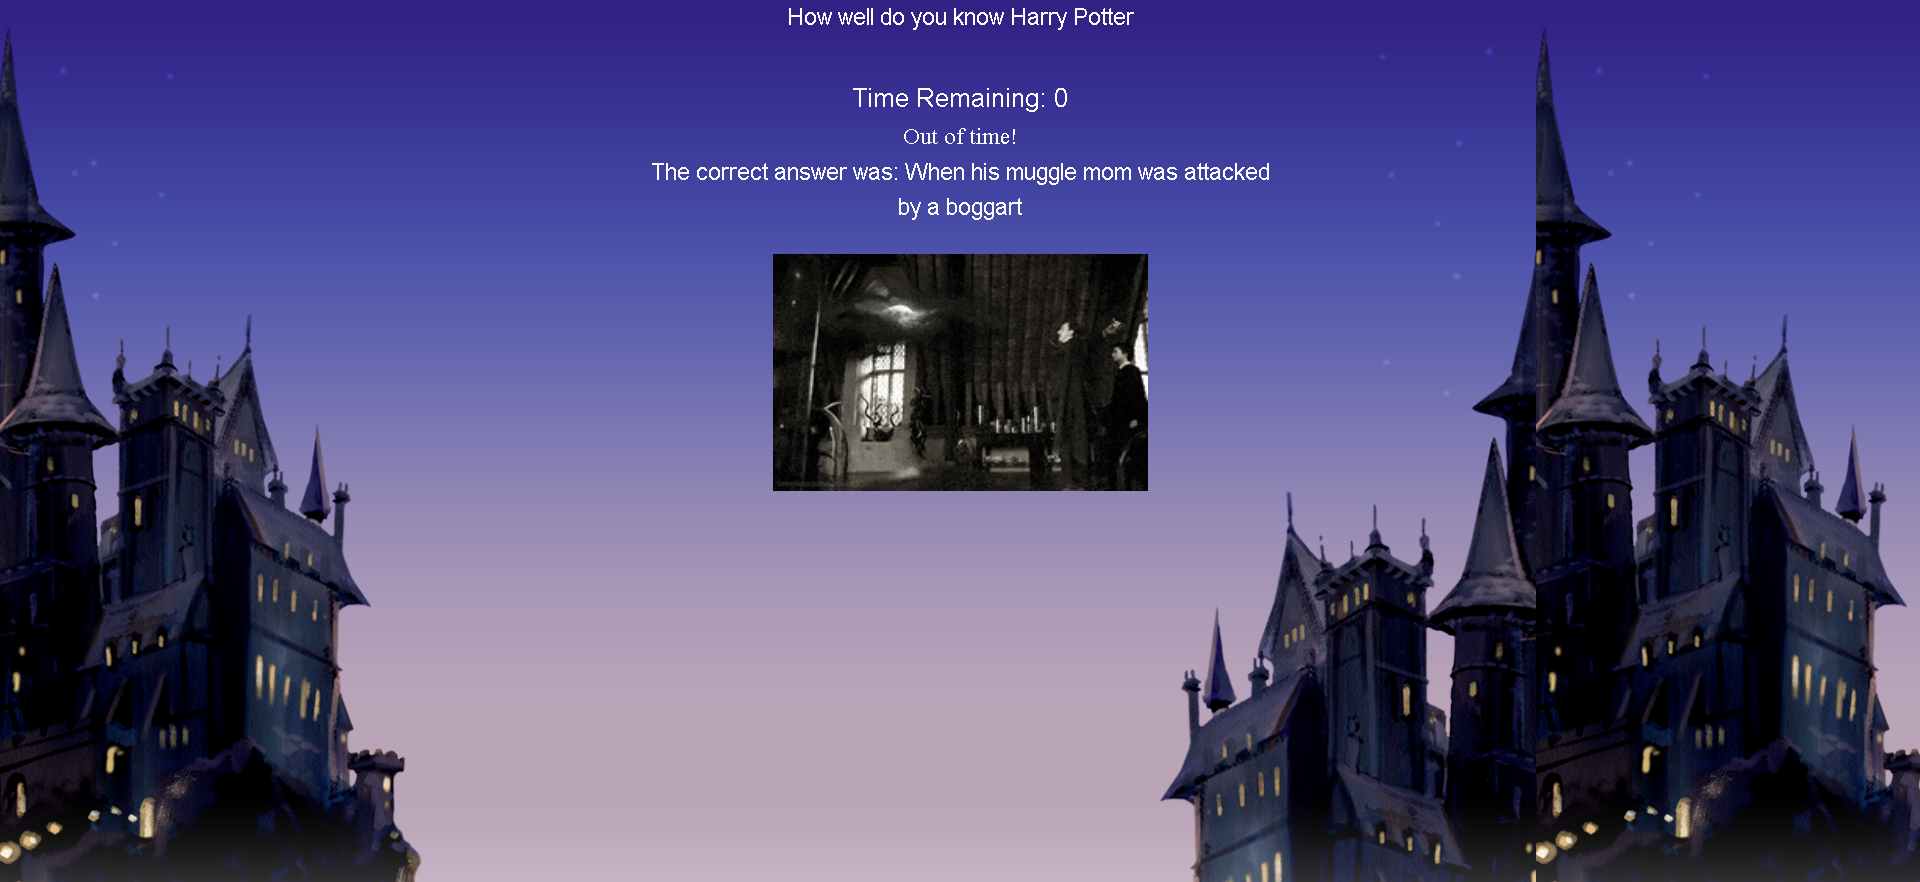 How well do you know Harry Potter
Time Remaining: 0
Out of time!
The correct answer was: When his muggle mom was attacked
by a boggart